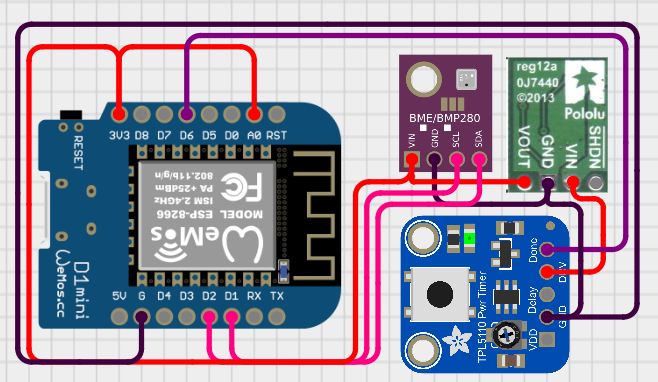 3V3 D8 D7 D6 D5 D0 A0 RST
RESET
MODEL ESP-8266
ISM 2.4GHz
PA +25dBm
802.11b/g/n
FC
WeMos
D1 mini
WeMos.cc
5V G D4 D3 D2 D1 RX TX
BME/BMP280
VIN GND SCL SDA
reg12a
0J7440
©2013
Pololu
VOUT GND VIN SHDN
Done
DRV
Delay
GND
VDD
TPL5110 Pwr Timer